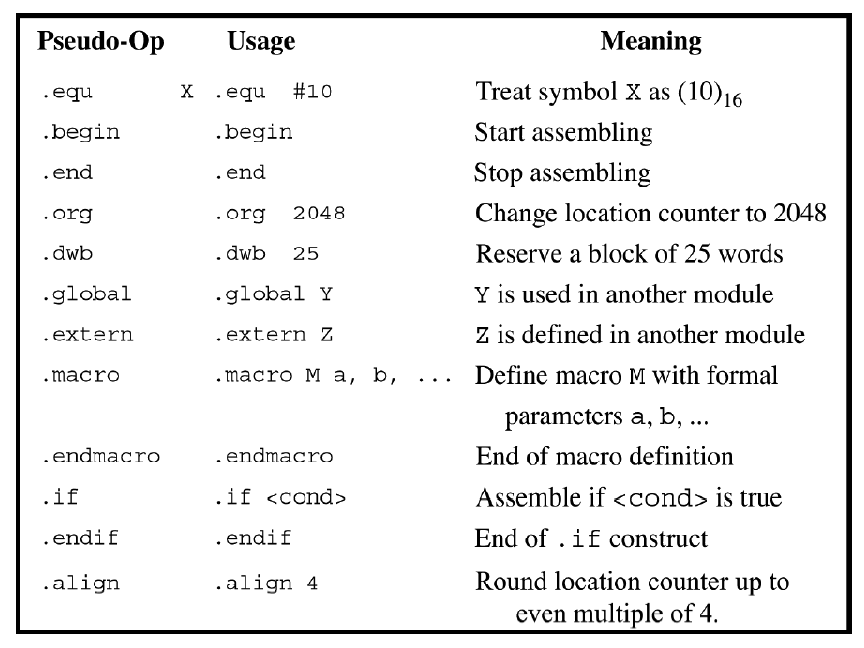 Pseudo-Op Usage Meaning
.equ X .equ #10 Treat symbol X as (10)16
.begin .begin Start assembling
.end .end Stop assembling
.org .org 2048 Change location counter to 2048
.dwb .dwb 25 Reserve a block of 25 words
.global .global Y Y is used in another module
.extern .extern Z Z is defined in another module
.macro .macro M a, b, ... Define macro M with formal
parameters a, b, ...
.endmacro .endmacro End of macro definition
.if .if <cond> Assemble if <cond> is true
.endif .endif End of .if construct
.align .align 4 Round location counter up to
even multiple of 4.